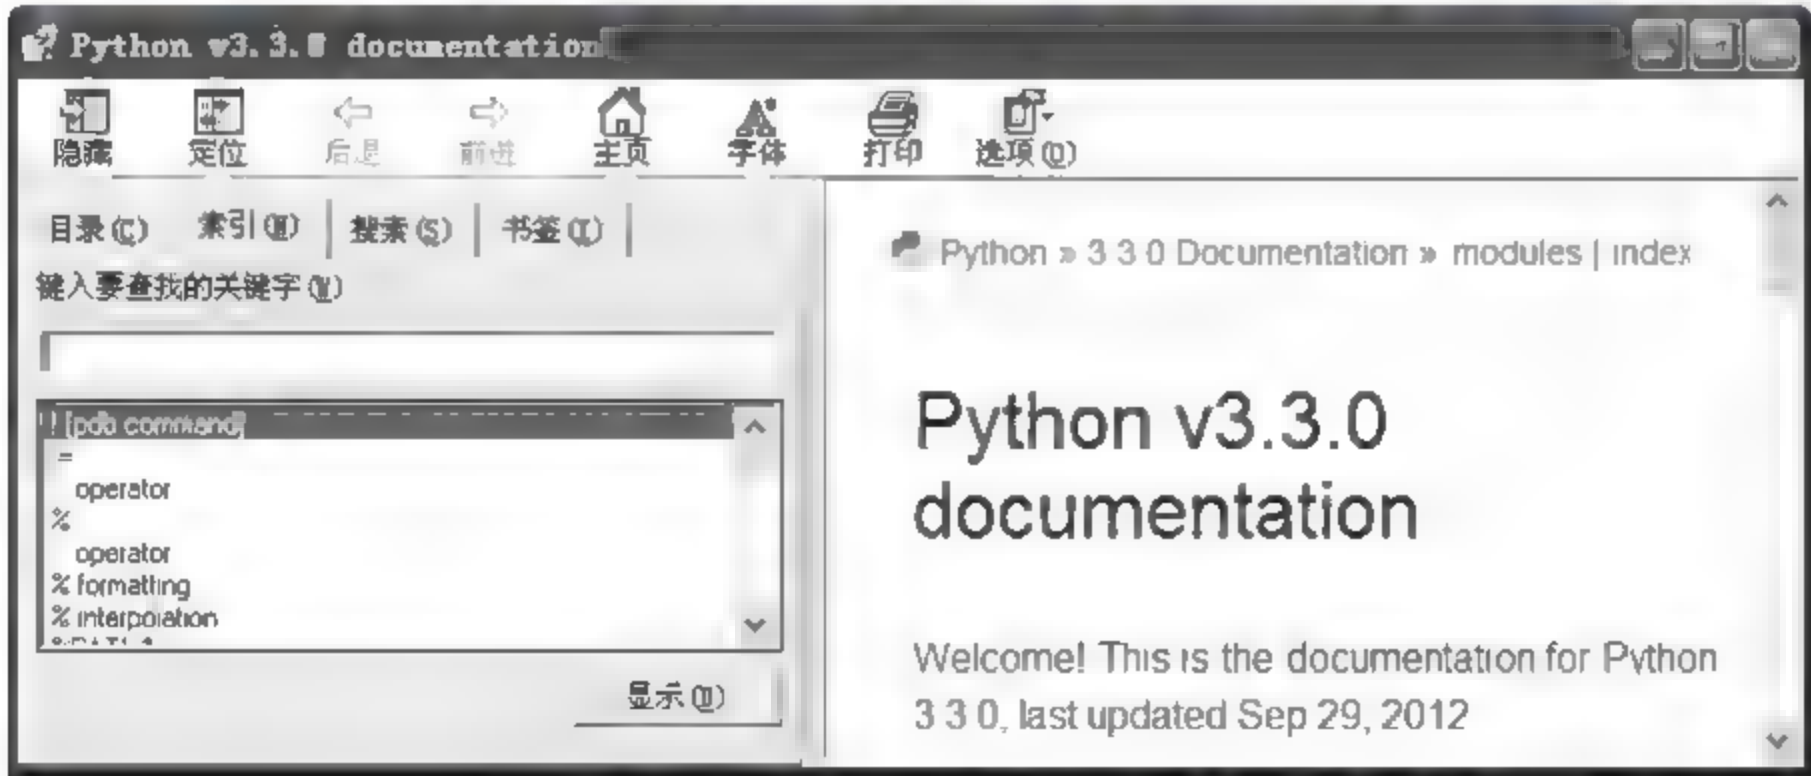 Python v3.3.0 documentation
隐藏 定位 后退 前进 主页 字体 打印 选项(O)
目录(C) 索引(N) 搜索(S) 书签(I)
键入要查找的关键字(W)
! [pdb command]
=
operator
%
operator
% formatting
% interpolation
显示(D)
Python » 3 3 0 Documentation » modules | index
Python v3.3.0
documentation
Welcome! This is the documentation for Python
3 3 0, last updated Sep 29, 2012